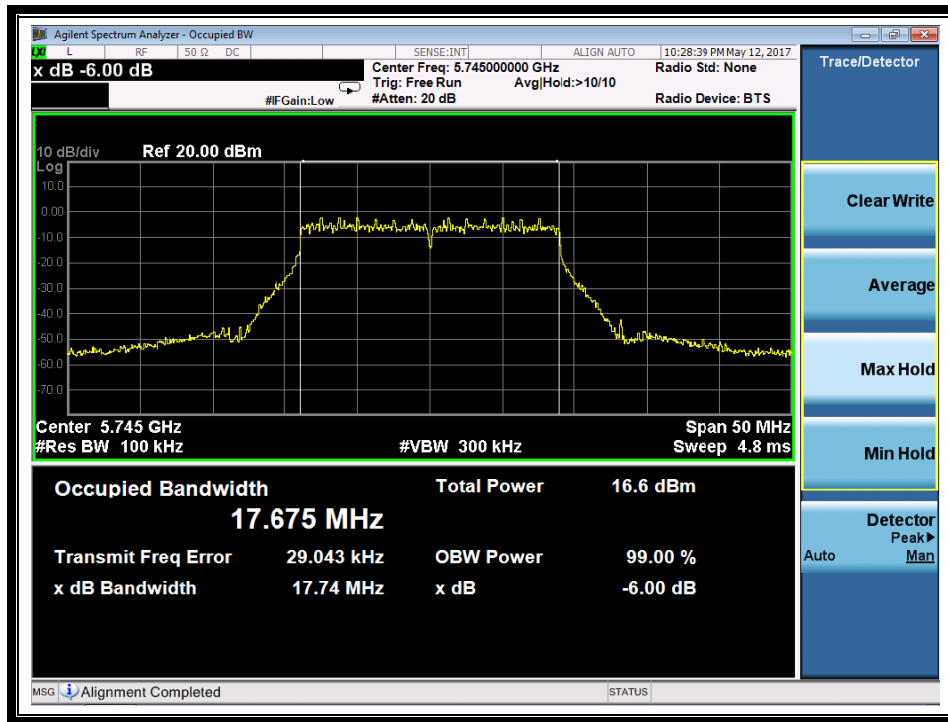 Agilent Spectrum Analyzer - Occupied BW
LXI L RF 50 Ω DC SENSE:INT ALIGN AUTO 10:28:39 PM May 12, 2017
x dB -6.00 dB
Center Freq: 5.745000000 GHz
Radio Std: None
Trig: Free Run Avg|Hold:>10/10
#IFGain:Low #Atten: 20 dB Radio Device: BTS
10 dB/div Ref 20.00 dBm
Log
10.0
0.00
-10.0
-20.0
-30.0
-40.0
-50.0
-60.0
-70.0
Center 5.745 GHz Span 50 MHz
#Res BW 100 kHz #VBW 300 kHz Sweep 4.8 ms
Occupied Bandwidth Total Power 16.6 dBm
17.675 MHz
Transmit Freq Error 29.043 kHz OBW Power 99.00 %
x dB Bandwidth 17.74 MHz x dB -6.00 dB
Trace/Detector
Clear Write
Average
Max Hold
Min Hold
Detector
Peak▶
Auto Man
MSG Alignment Completed STATUS